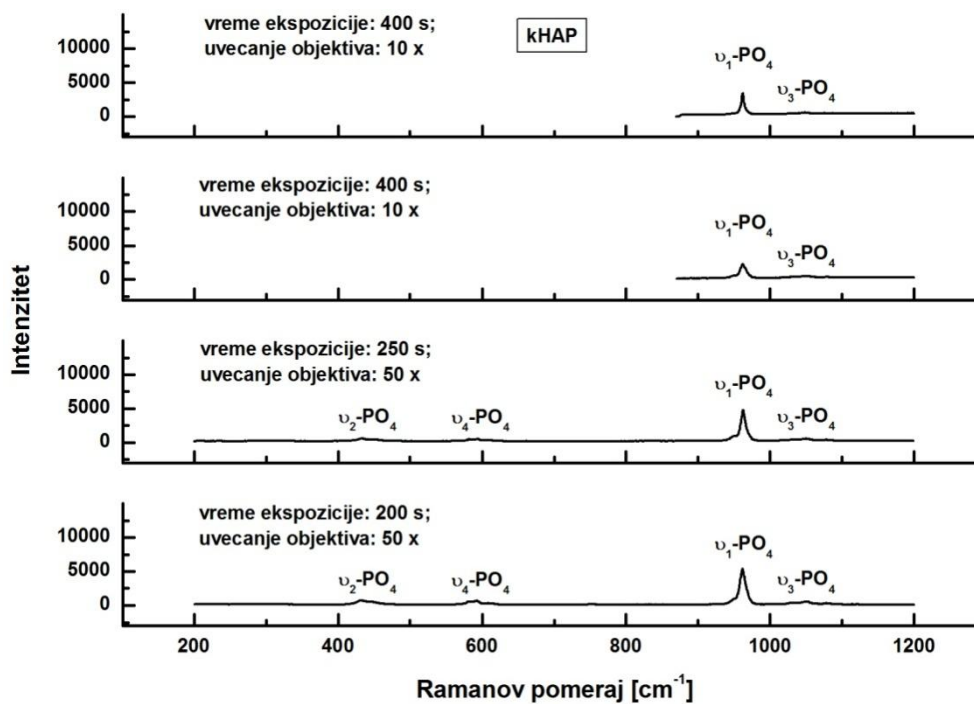 Intenzitet
vreme ekspozicije: 400 s;
uvecanje objektiva: 10 x
kHAP
υ₁-PO₄
υ₃-PO₄
10000
5000
0
vreme ekspozicije: 400 s;
uvecanje objektiva: 10 x
υ₁-PO₄
υ₃-PO₄
10000
5000
0
vreme ekspozicije: 250 s;
uvecanje objektiva: 50 x
υ₂-PO₄
υ₄-PO₄
υ₁-PO₄
υ₃-PO₄
10000
5000
0
vreme ekspozicije: 200 s;
uvecanje objektiva: 50 x
υ₂-PO₄
υ₄-PO₄
υ₁-PO₄
υ₃-PO₄
10000
5000
0
200 400 600 800 1000 1200
Ramanov pomeraj [cm⁻¹]